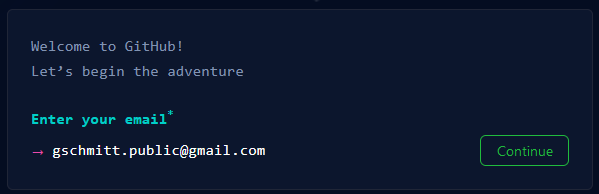 Welcome to GitHub!
Let’s begin the adventure
Enter your email*
→ gschmitt.public@gmail.com
Continue